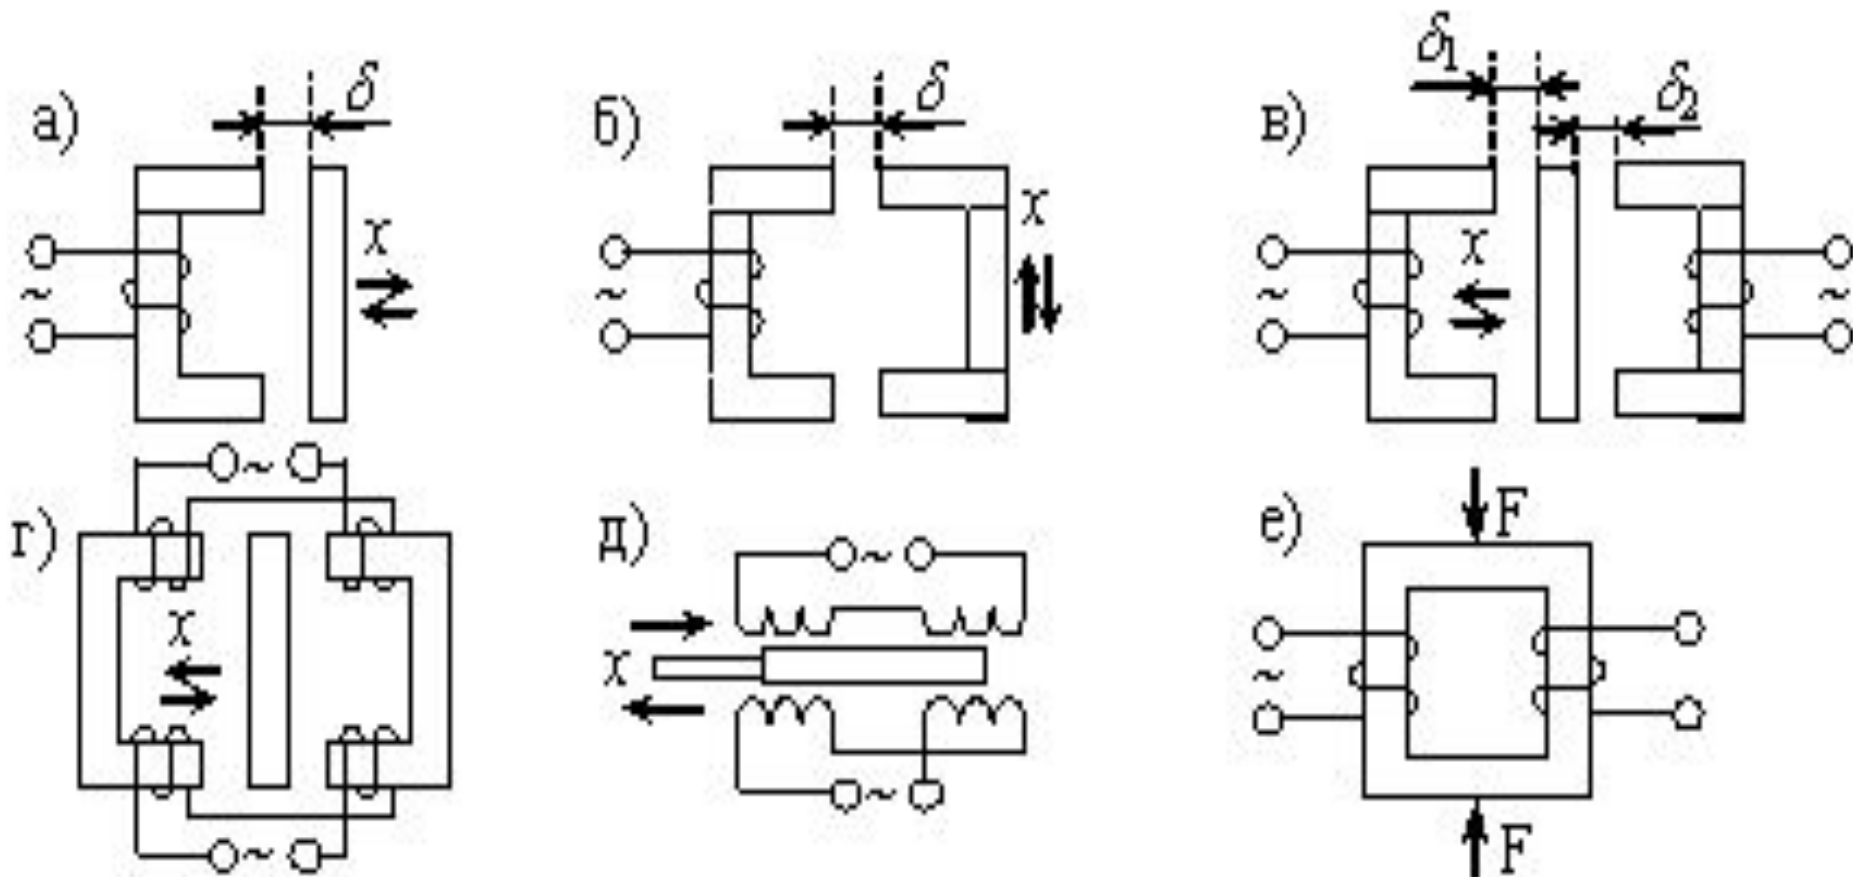 а) δ б) δ в) δ1 δ2
~ X ~ X ~ X ~
г) ~ д) ~ е) F
X X ~
~ ~ F